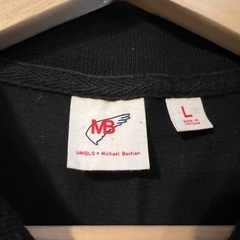 MB
UNIQLO × Michael Bastian
L
MADE IN
VIETNAM